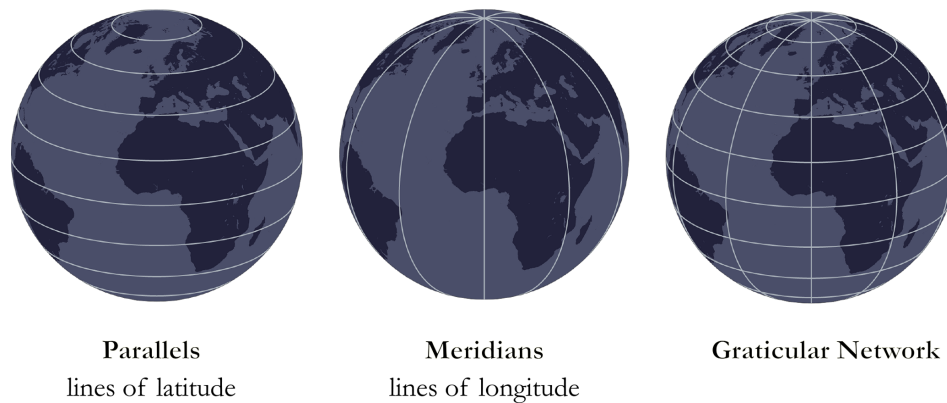 Parallels
lines of latitude
Meridians
lines of longitude
Graticular Network